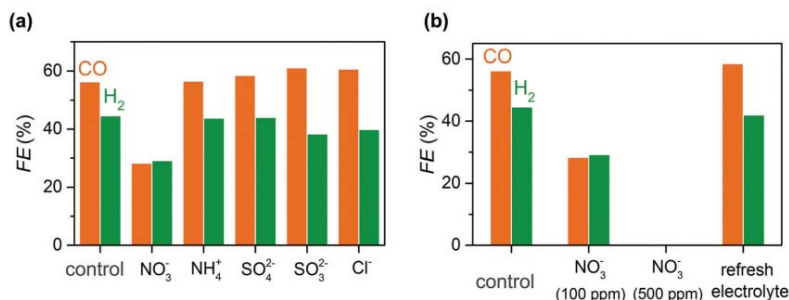 (a)
FE (%)
60
40
20
0
CO
H₂
control NO₃⁻ NH₄⁺ SO₄²⁻ SO₃²⁻ Cl⁻
(b)
FE (%)
60
40
20
0
CO
H₂
control NO₃⁻ NO₃⁻ refresh
(100 ppm) (500 ppm) electrolyte